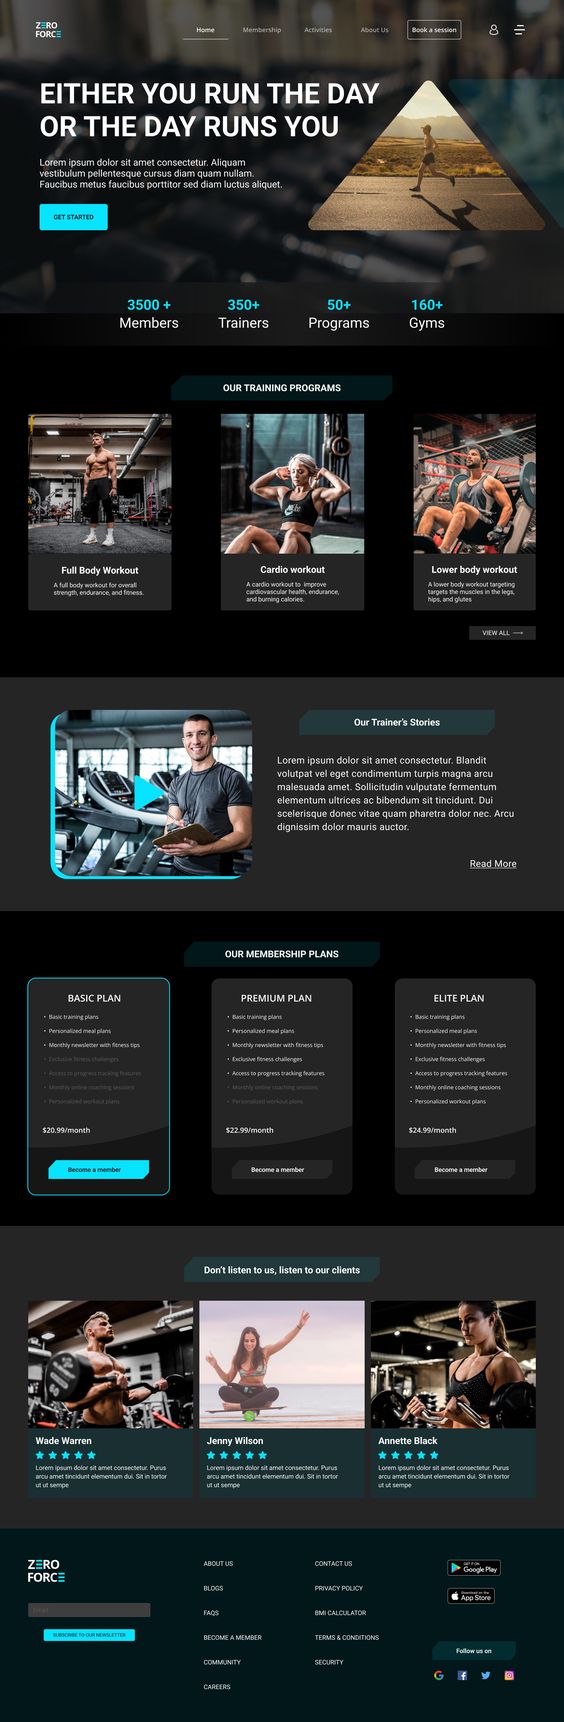 ZERO
FORCE
Home
Membership
Activities
About Us
Book a session
EITHER YOU RUN THE DAY
OR THE DAY RUNS YOU
Lorem ipsum dolor sit amet consectetur. Aliquam
vestibulum pellentesque cursus diam quam nullam.
Faucibus metus faucibus porttitor sed diam luctus aliquet.
GET STARTED
3500 +
Members
350+
Trainers
50+
Programs
160+
Gyms
OUR TRAINING PROGRAMS
Full Body Workout
A full body workout for overall
strength, endurance, and fitness.
Cardio workout
A cardio workout to improve
cardiovascular health, endurance,
and burning calories.
Lower body workout
A lower body workout targeting
targets the muscles in the legs,
hips, and glutes
VIEW ALL
Our Trainer's Stories
Lorem ipsum dolor sit amet consectetur. Blandit
volutpat vel eget condimentum turpis magna arcu
malesuada amet. Sollicitudin vulputate fermentum
elementum ultrices ac bibendum sit tincidunt. Dui
scelerisque donec vitae quam pharetra dolor nec. Arcu
dignissim dolor mauris auctor.
Read More
OUR MEMBERSHIP PLANS
BASIC PLAN
• Basic training plans
• Personalized meal plans
• Monthly newsletter with fitness tips
• Exclusive fitness challenges
• Access to progress tracking features
• Monthly online coaching sessions
• Personalized workout plans
$20.99/month
Become a member
PREMIUM PLAN
• Basic training plans
• Personalized meal plans
• Monthly newsletter with fitness tips
• Exclusive fitness challenges
• Access to progress tracking features
• Monthly online coaching sessions
• Personalized workout plans
$22.99/month
Become a member
ELITE PLAN
• Basic training plans
• Personalized meal plans
• Monthly newsletter with fitness tips
• Exclusive fitness challenges
• Access to progress tracking features
• Monthly online coaching sessions
• Personalized workout plans
$24.99/month
Become a member
Don't listen to us, listen to our clients
Wade Warren
Lorem ipsum dolor sit amet consectetur. Purus
arcu amet tincidunt elementum dui. Sit in tortor
ut ut sempe
Jenny Wilson
Lorem ipsum dolor sit amet consectetur. Purus
arcu amet tincidunt elementum dui. Sit in tortor
ut ut sempe
Annette Black
Lorem ipsum dolor sit amet consectetur. Purus
arcu amet tincidunt elementum dui. Sit in tortor
ut ut sempe
ZERO
FORCE
Email
SUBSCRIBE TO OUR NEWSLETTER
ABOUT US
BLOGS
FAQS
BECOME A MEMBER
COMMUNITY
CAREERS
CONTACT US
PRIVACY POLICY
BMI CALCULATOR
TERMS & CONDITIONS
SECURITY
GET IT ON
Google Play
Download on the
App Store
Follow us on